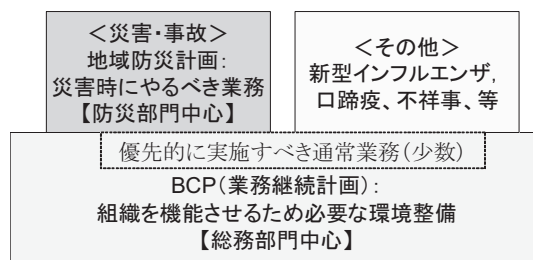 <災害・事故>
地域防災計画:
災害時にやるべき業務
【防災部門中心】
<その他>
新型インフルエンザ,
口蹄疫、不祥事、等
優先的に実施すべき通常業務(少数)
BCP(業務継続計画):
組織を機能させるため必要な環境整備
【総務部門中心】